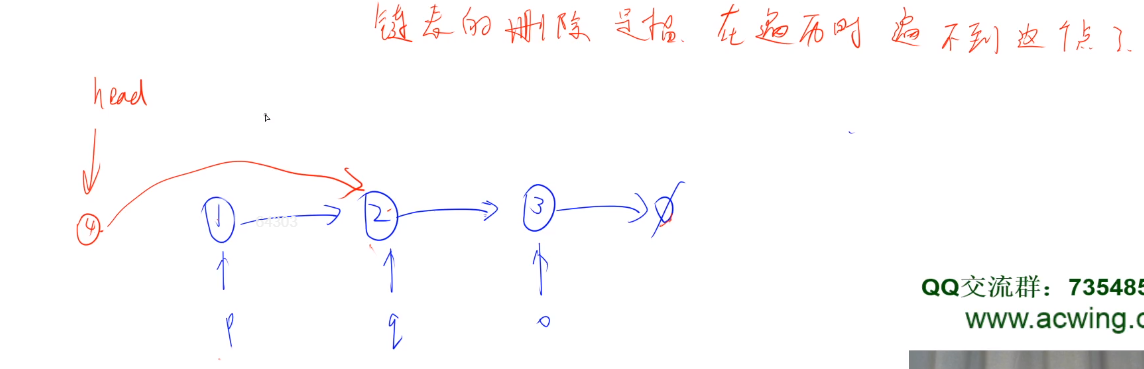 链表的删除是指 在遍历时 遍不到这个点了
head
4 1 2 3 Ø
p q o
QQ交流群：735485
www.acwing.c